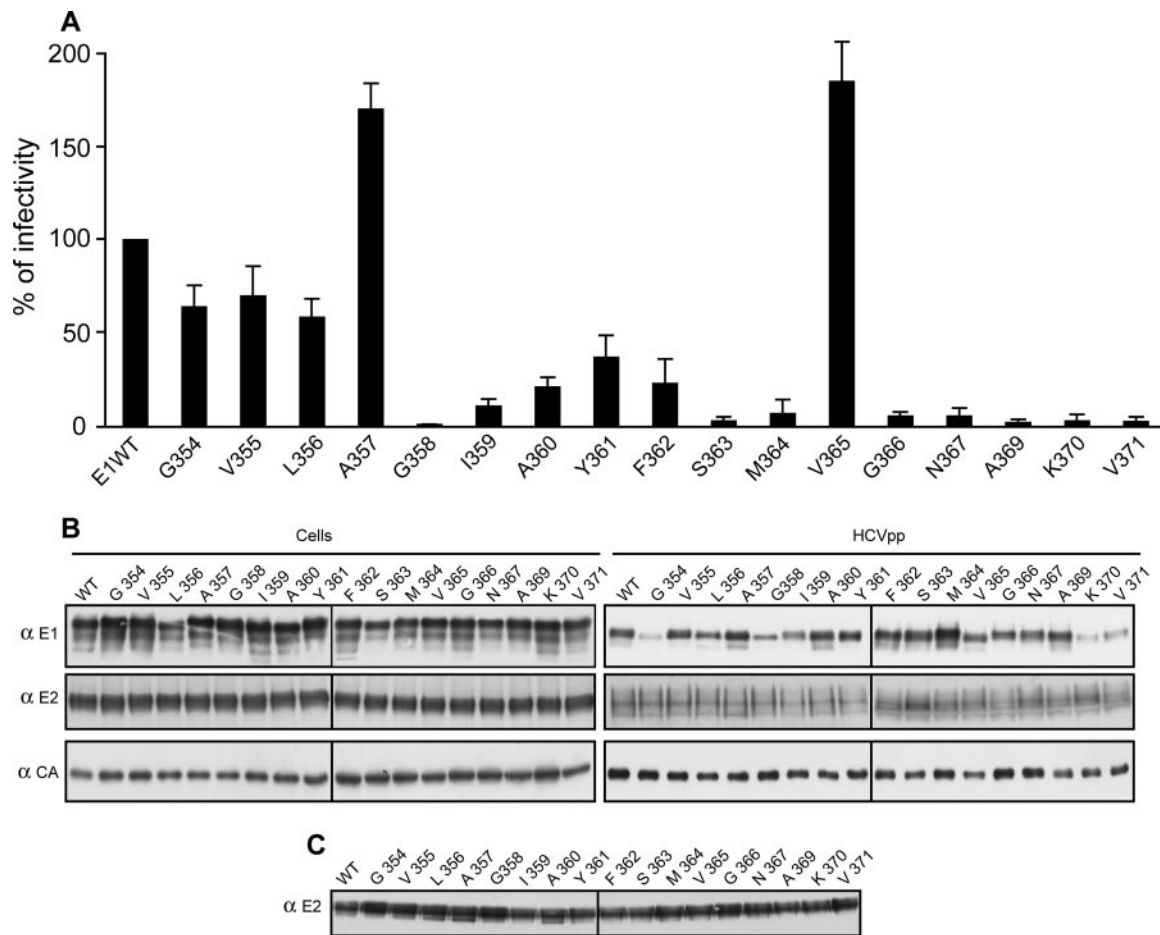 A
200
150
100
50
0
% of infectivity
E1WT G354 V355 L356 A357 G358 I359 A360 Y361 F362 S363 M364 V365 G366 N367 A369 K370 V371
B
Cells HCVpp
WT G 354 V 355 L 356 A 357 G 358 I 359 A 360 Y 361 F 362 S 363 M 364 V 365 G 366 N 367 A 369 K 370 V 371
WT G 354 V 355 L 356 A 357 G358 I 359 A 360 Y 361 F 362 S 363 M 364 V 365 G 366 N 367 A 369 K 370 V 371
α E1
α E2
α CA
C
WT G 354 V 355 L 356 A 357 G358 I 359 A 360 Y 361 F 362 S 363 M 364 V 365 G 366 N 367 A 369 K 370 V 371
α E2